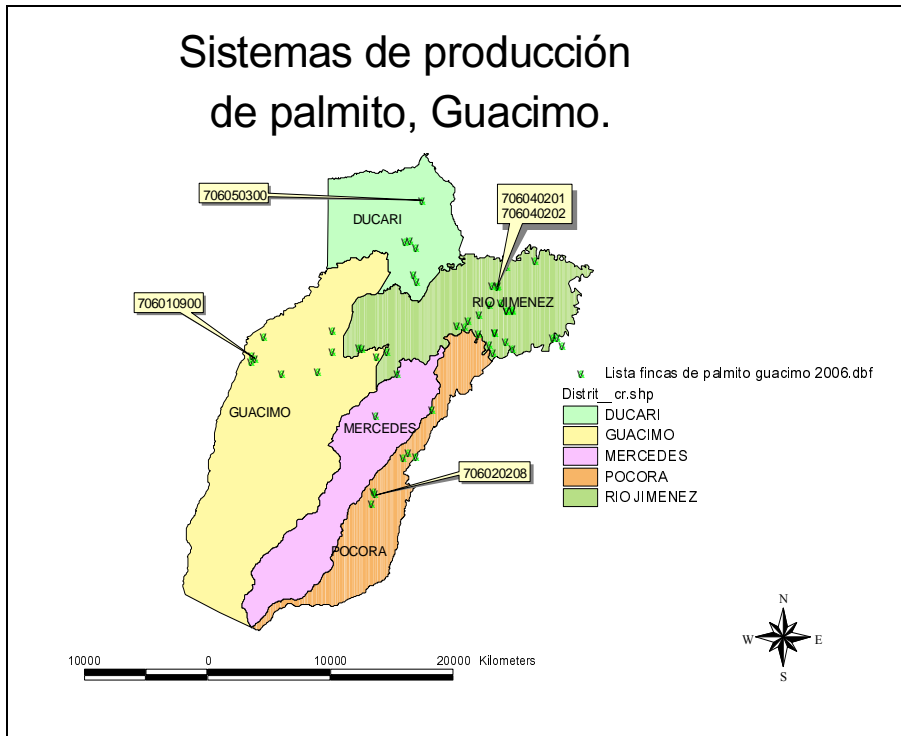 Sistemas de producción
de palmito, Guacimo.
706050300
706040201
706040202
DUCARI
706010900
RIO JIMENEZ
Lista fincas de palmito guacimo 2006.dbf
Distrit__cr.shp
DUCARI
GUACIMO
MERCEDES
POCORA
RIO JIMENEZ
GUACIMO
MERCEDES
706020208
POCORA
N
W
E
S
10000
0
10000
20000
Kilometers